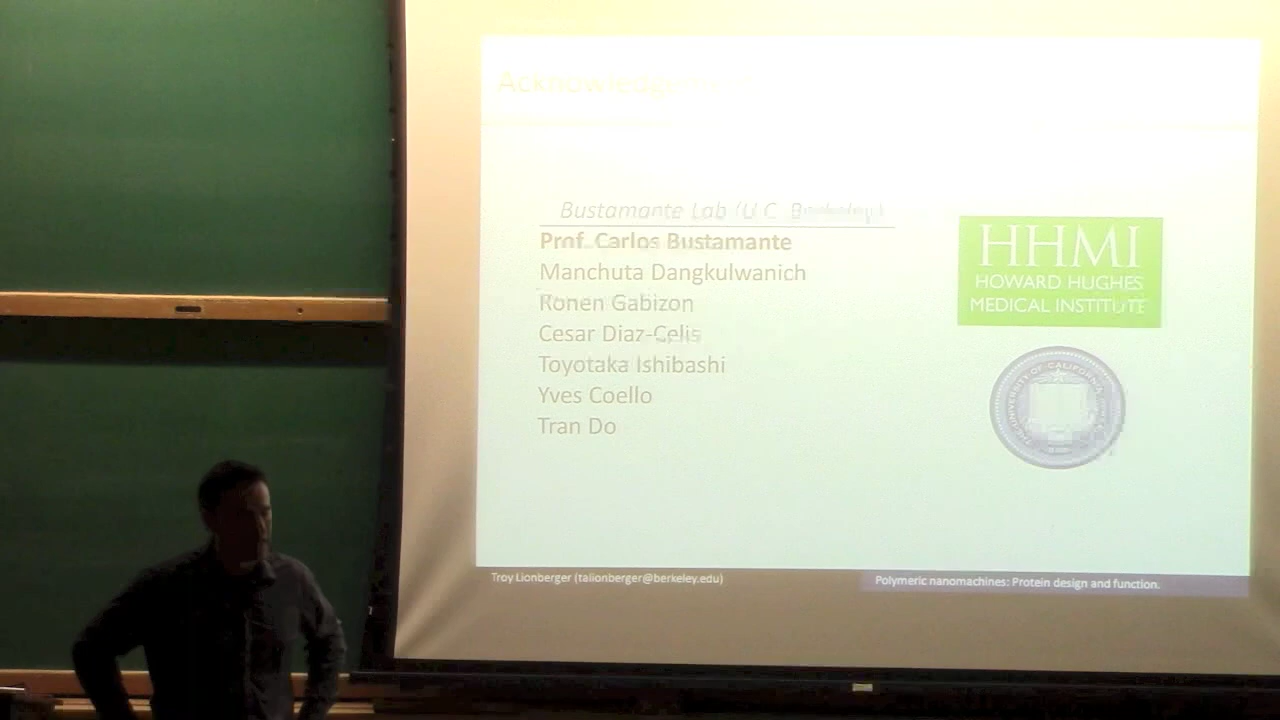 Acknowledgement
Bustamante Lab (U.C. Berkeley)
Prof. Carlos Bustamante
Manchuta Dangkulwanich
Ronen Gabizon
Cesar Diaz-Celis
Toyotaka Ishibashi
Yves Coello
Tran Do
HHMI
HOWARD HUGHES
MEDICAL INSTITUTE
Troy Lionberger (talionberger@berkeley.edu)
Polymeric nanomachines: Protein design and function.